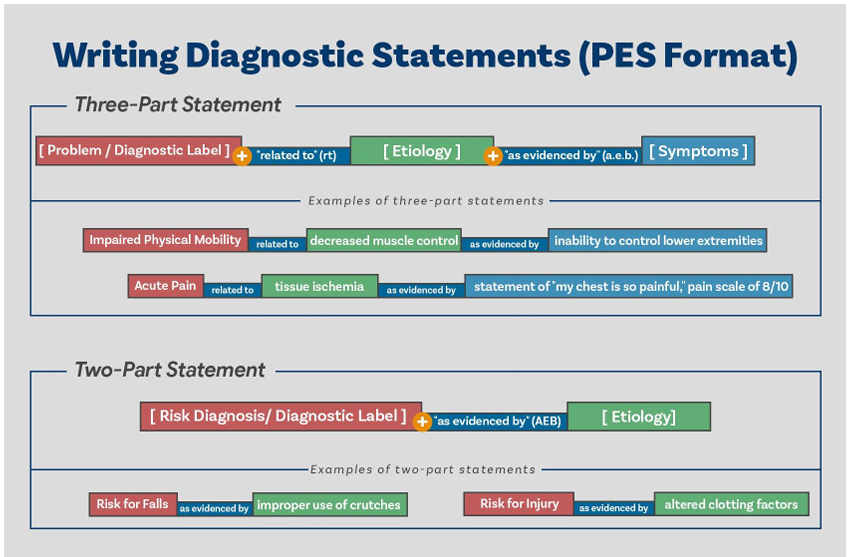 Writing Diagnostic Statements (PES Format)
Three-Part Statement
[ Problem / Diagnostic Label ] + "related to" (rt) [ Etiology ] + "as evidenced by" (a.e.b.) [ Symptoms ]
Examples of three-part statements
Impaired Physical Mobility related to decreased muscle control as evidenced by inability to control lower extremities
Acute Pain related to tissue ischemia as evidenced by statement of "my chest is so painful," pain scale of 8/10
Two-Part Statement
[ Risk Diagnosis/ Diagnostic Label ] + "as evidenced by" (AEB) [ Etiology]
Examples of two-part statements
Risk for Falls as evidenced by improper use of crutches
Risk for Injury as evidenced by altered clotting factors